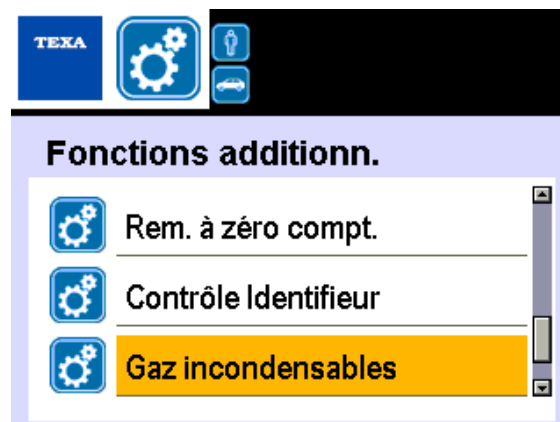 TEXA
Fonctions additionn.
Rem. à zéro compt.
Contrôle Identifieur
Gaz incondensables